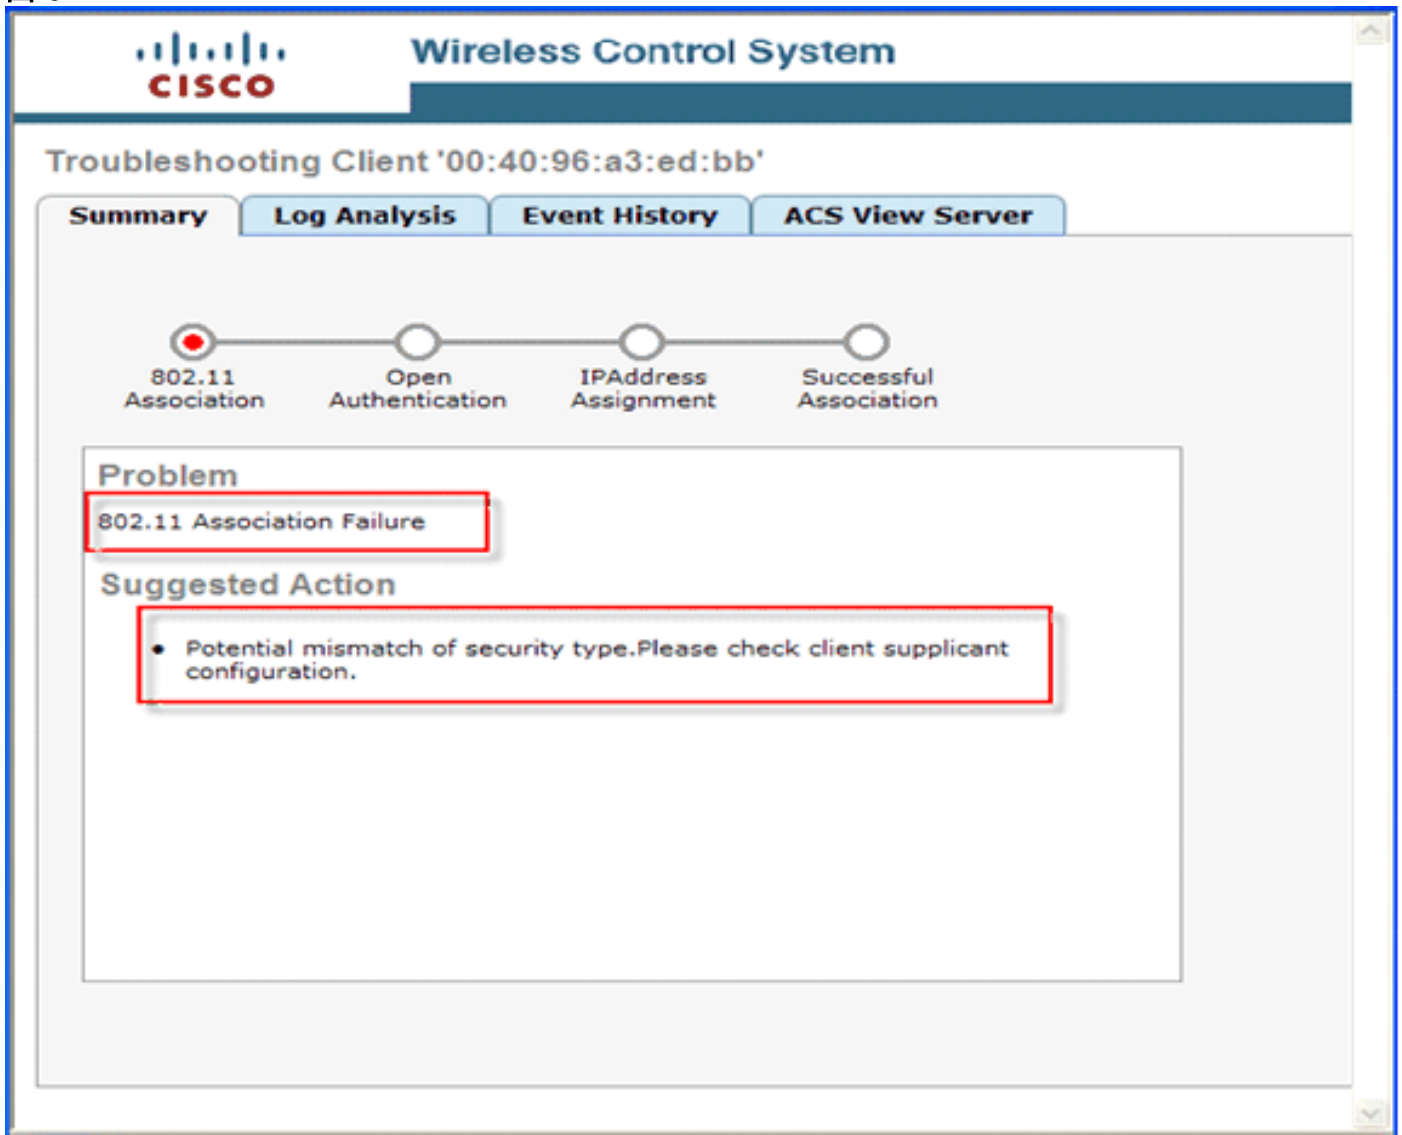 CISCO
Wireless Control System
Troubleshooting Client '00:40:96:a3:ed:bb'
Summary
Log Analysis
Event History
ACS View Server
802.11
Association
Open
Authentication
IPAddress
Assignment
Successful
Association
Problem
802.11 Association Failure
Suggested Action
• Potential mismatch of security type.Please check client supplicant
configuration.